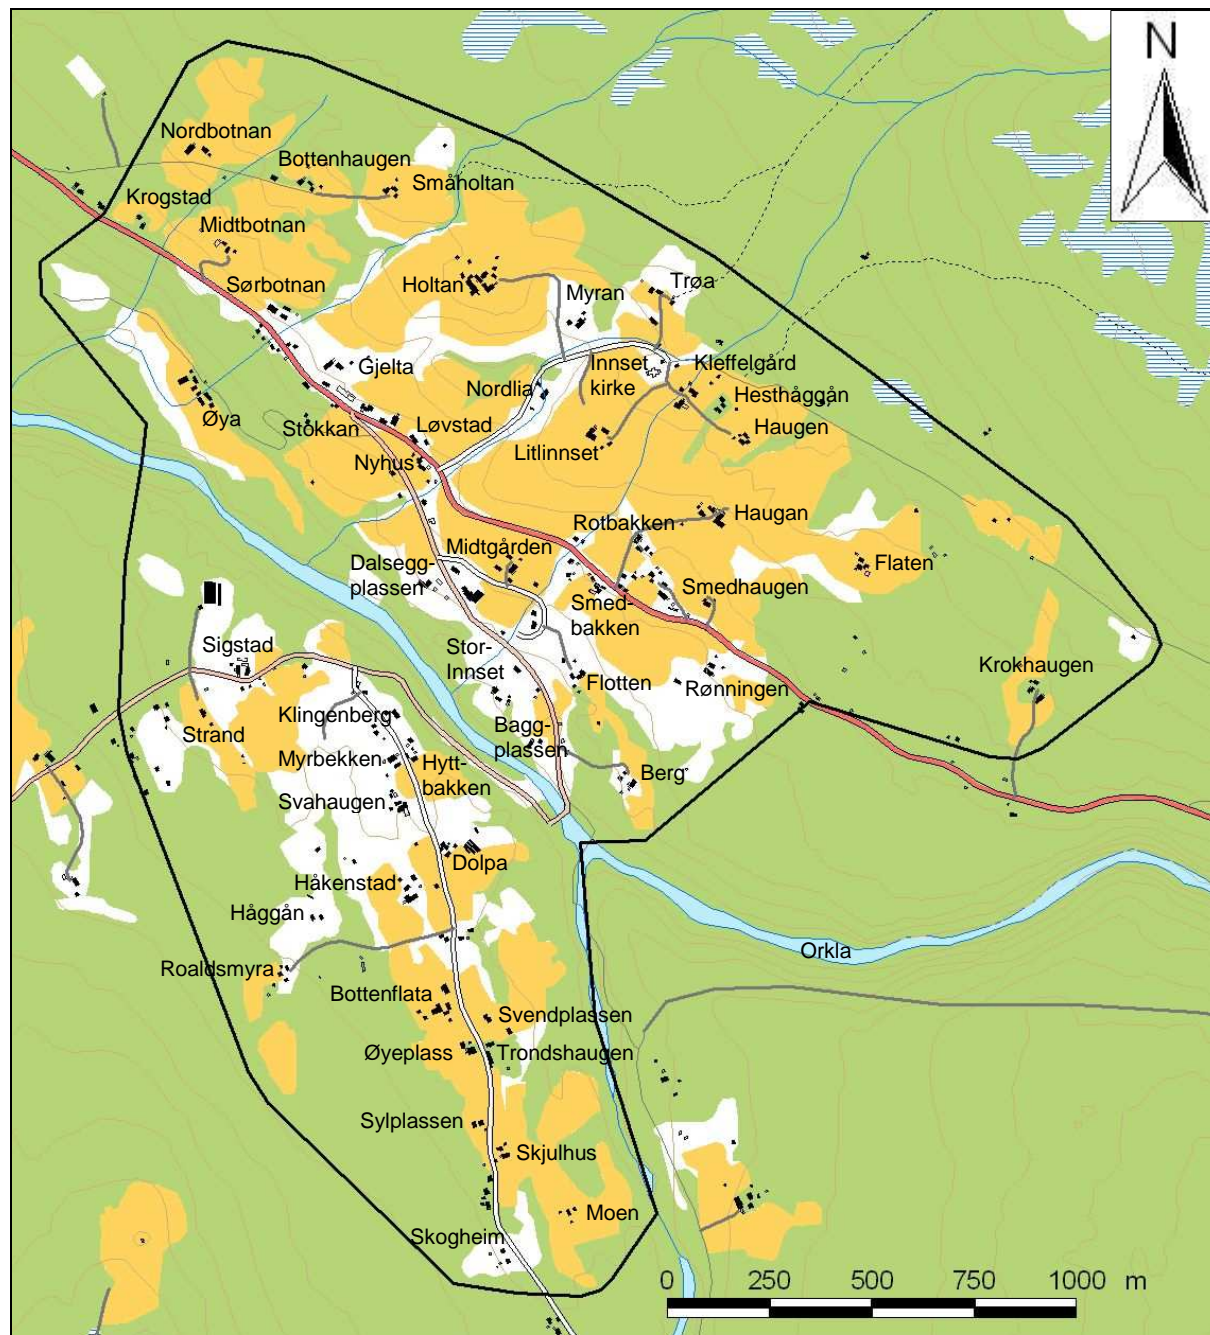 N
Nordbotnan
Bottenhaugen
Småholtan
Krogstad
Midtbotnan
Sørbotnan
Holtan
Myran
Trøa
Gjelta
Nordlia
Innset
kirke
Kleffelgård
Hesthåggån
Øya
Stokkan
Løvstad
Litlinnset
Haugen
Nyhus
Rotbakken
Haugan
Midtgården
Dalsegg-
plassen
Flaten
Smed-
bakken
Smedhaugen
Sigstad
Stor-
Innset
Flotten
Rønningen
Krokhaugen
Klingenberg
Strand
Bagg-
plassen
Myrbekken
Hytt-
bakken
Berg
Svahaugen
Dolpa
Håkenstad
Håggån
Orkla
Roaldsmyra
Bottenflata
Svendplassen
Øyeplass
Trondshaugen
Sylplassen
Skjulhus
Moen
Skogheim
0 250 500 750 1000 m